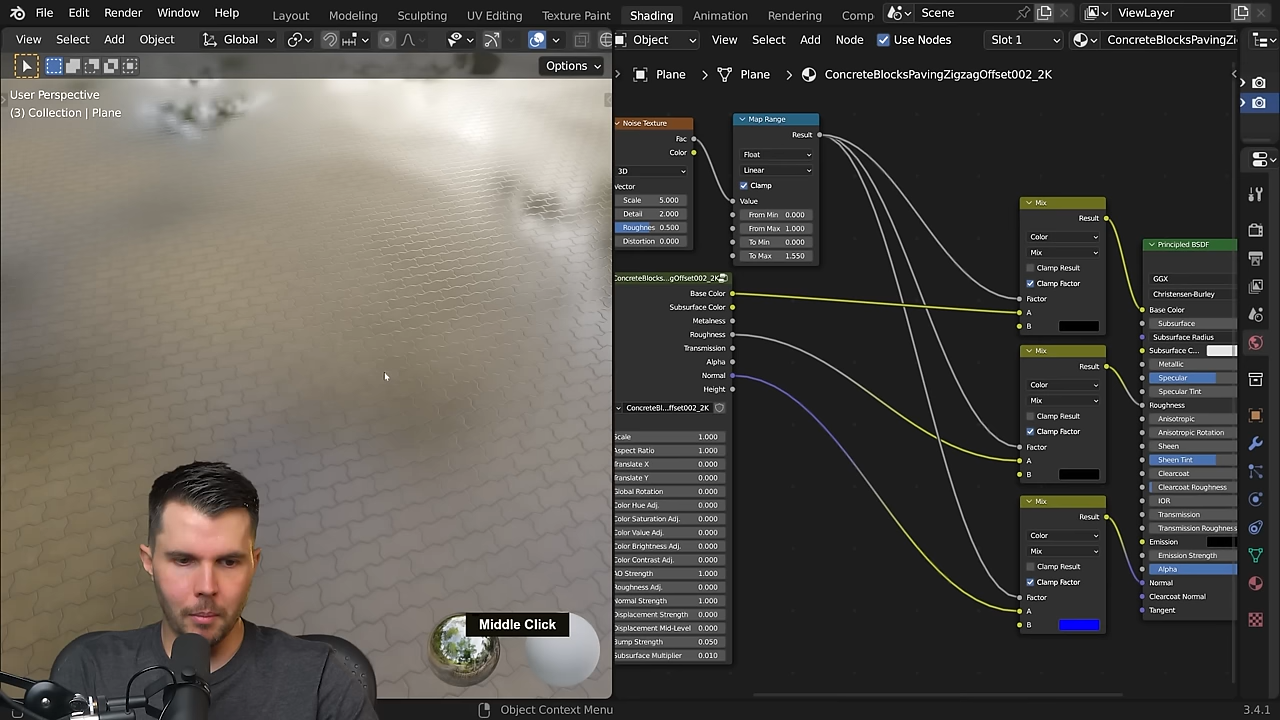 File Edit Render Window Help
Layout Modeling Sculpting UV Editing Texture Paint Shading Animation Rendering Comp
Scene
ViewLayer
View Select Add Object
Global
Object
View Select Add Node Use Nodes
Slot 1
ConcreteBlocksPavingZi
Options
User Perspective
(3) Collection | Plane
Plane > Plane > ConcreteBlocksPavingZigzagOffset002_2K
Noise Texture
Fac
Color
3D
Vector
Scale 5.000
Detail 2.000
Roughnes 0.500
Distortion 0.000
Map Range
Result
Float
Linear
Clamp
Value
From Min 0.000
From Max 1.000
To Min 0.000
To Max 1.550
ConcreteBlocks...gOffset002_2K
Base Color
Subsurface Color
Metalness
Roughness
Transmission
Alpha
Normal
Height
ConcreteBl...ffset002_2K
Scale 1.000
Aspect Ratio 1.000
Translate X 0.000
Translate Y 0.000
Global Rotation 0.000
Color Hue Adj. 0.000
Color Saturation Adj. 0.000
Color Value Adj. 0.000
Color Brightness Adj. 0.000
Color Contrast Adj. 0.000
AO Strength 1.000
Roughness Adj. 0.000
Normal Strength 1.000
Displacement Strength 0.000
Displacement Mid-Level 0.000
Bump Strength 0.050
Subsurface Multiplier 0.010
Mix
Result
Color
Mix
Clamp Result
Clamp Factor
Factor
A
B
Mix
Result
Color
Mix
Clamp Result
Clamp Factor
Factor
A
B
Mix
Result
Color
Mix
Clamp Result
Clamp Factor
Factor
A
B
Principled BSDF
GGX
Christensen-Burley
Base Color
Subsurface
Subsurface Radius
Subsurface C...
Metallic
Specular
Specular Tint
Roughness
Anisotropic
Anisotropic Rotation
Sheen
Sheen Tint
Clearcoat
Clearcoat Roughness
IOR
Transmission
Transmission Roughness
Emission
Emission Strength
Alpha
Normal
Clearcoat Normal
Tangent
Middle Click
Object Context Menu
3.4.1